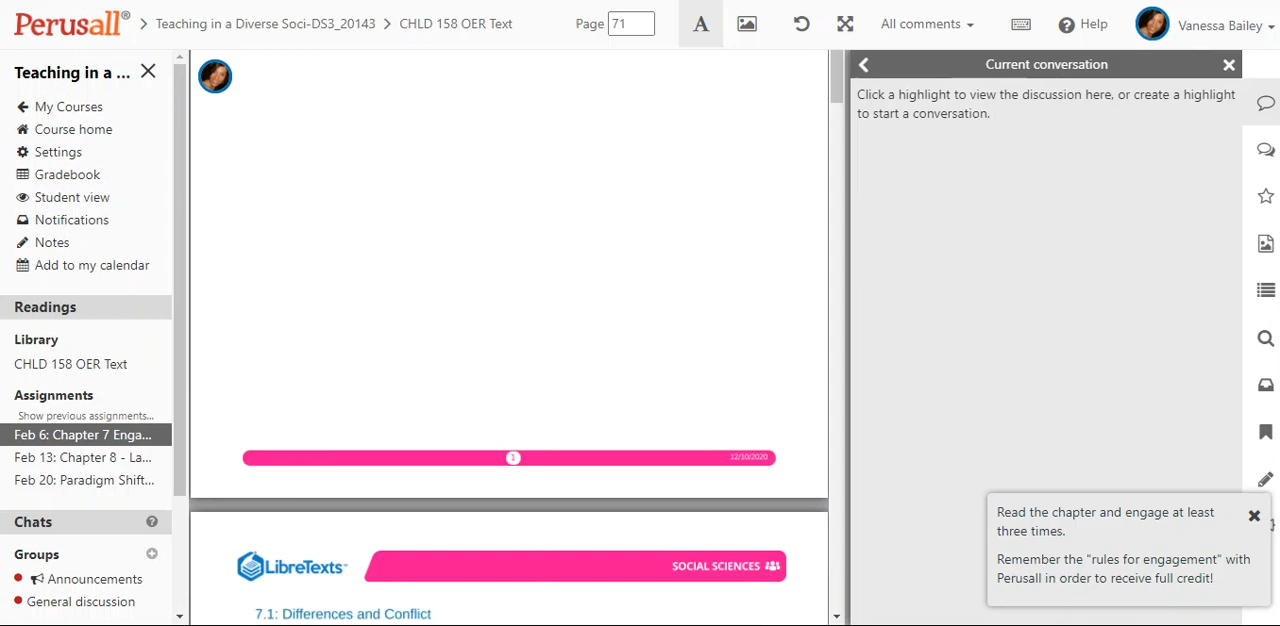 Perusall®
Teaching in a Diverse Soci-DS3_20143
CHLD 158 OER Text
Page 71
A
All comments
Help
Vanessa Bailey
Teaching in a ...
My Courses
Course home
Settings
Gradebook
Student view
Notifications
Notes
Add to my calendar
Readings
Library
CHLD 158 OER Text
Assignments
Show previous assignments...
Feb 6: Chapter 7 Enga...
Feb 13: Chapter 8 - La...
Feb 20: Paradigm Shift...
Chats
Groups
Announcements
General discussion
1
12/10/2020
LibreTexts™
SOCIAL SCIENCES
7.1: Differences and Conflict
Current conversation
Click a highlight to view the discussion here, or create a highlight
to start a conversation.
Read the chapter and engage at least
three times.
Remember the "rules for engagement" with
Perusall in order to receive full credit!